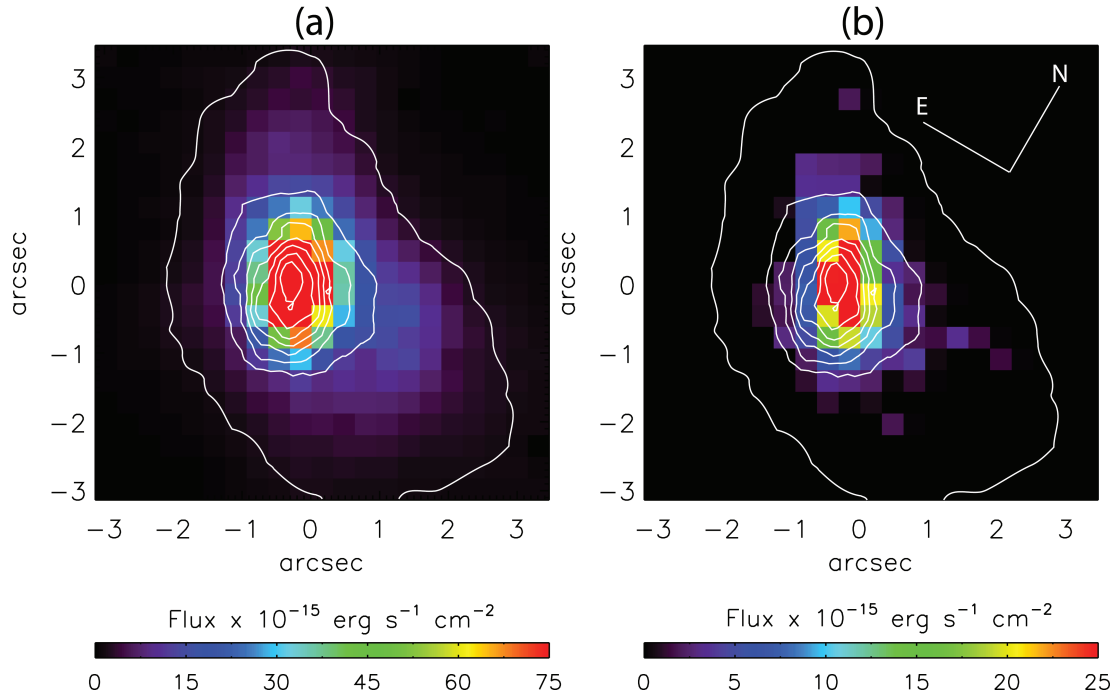 (a) (b)
3 3 N
E
2 2
1 1
arcsec 0 arcsec 0
−1 −1
−2 −2
−3 −3
−3 −2 −1 0 1 2 3 −3 −2 −1 0 1 2 3
arcsec arcsec
Flux x 10⁻¹⁵ erg s⁻¹ cm⁻² Flux x 10⁻¹⁵ erg s⁻¹ cm⁻²
0 15 30 45 60 75 0 5 10 15 20 25